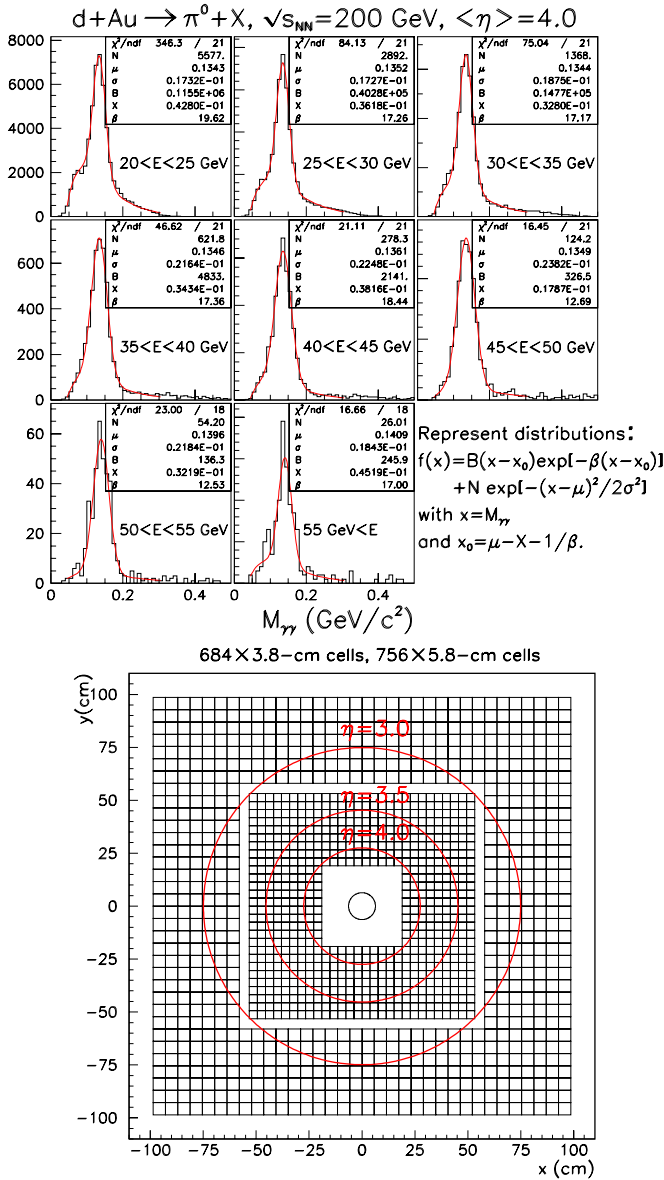 d+Au → π⁰+X, √sNN=200 GeV, <η>=4.0
χ²/ndf 346.3 / 21
N 5577.
μ 0.1343
σ 0.1732E-01
B 0.1155E+06
X 0.4280E-01
β 19.62
20<E<25 GeV
χ²/ndf 84.13 / 21
N 2892.
μ 0.1352
σ 0.1727E-01
B 0.4028E+05
X 0.3618E-01
β 17.26
25<E<30 GeV
χ²/ndf 75.04 / 21
N 1368.
μ 0.1344
σ 0.1875E-01
B 0.1477E+05
X 0.3280E-01
β 17.17
30<E<35 GeV
8000
6000
4000
2000
0
χ²/ndf 46.62 / 21
N 621.8
μ 0.1346
σ 0.2164E-01
B 4833.
X 0.3434E-01
β 17.36
35<E<40 GeV
χ²/ndf 21.11 / 21
N 278.3
μ 0.1361
σ 0.2248E-01
B 2141.
X 0.3816E-01
β 18.44
40<E<45 GeV
χ²/ndf 16.45 / 21
N 124.2
μ 0.1349
σ 0.2382E-01
B 326.5
X 0.1787E-01
β 12.69
45<E<50 GeV
600
400
200
0
χ²/ndf 23.00 / 18
N 54.20
μ 0.1396
σ 0.2184E-01
B 136.3
X 0.3219E-01
β 12.53
50<E<55 GeV
χ²/ndf 16.66 / 18
N 26.01
μ 0.1409
σ 0.1843E-01
B 245.9
X 0.4519E-01
β 17.00
55 GeV<E
60
40
20
0
0 0.2 0.4 0 0.2 0.4
Mγγ (GeV/c²)
Represent distributions:
f(x)=B(x-x₀)exp[-β(x-x₀)]
+N exp[-(x-μ)²/2σ²]
with x=Mγγ
and x₀=μ-X-1/β.
684×3.8-cm cells, 756×5.8-cm cells
y(cm)
100
75
50
25
0
-25
-50
-75
-100
η=3.0
η=3.5
η=4.0
-100 -75 -50 -25 0 25 50 75 100
x (cm)